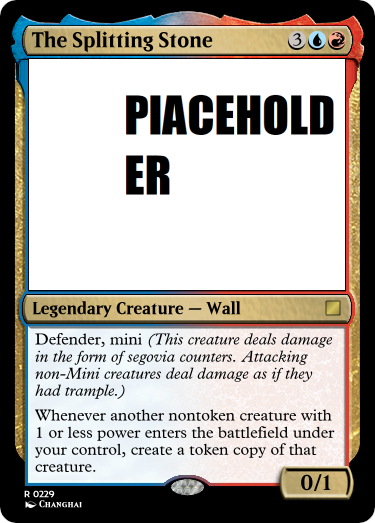 The Splitting Stone 3
PIACEHOLD
ER
Legendary Creature — Wall
Defender, mini (This creature deals damage
in the form of segovia counters. Attacking
non-Mini creatures deal damage as if they
had trample.)
Whenever another nontoken creature with
1 or less power enters the battlefield under
your control, create a token copy of that
creature.
0/1
R 0229
CHANGHAI